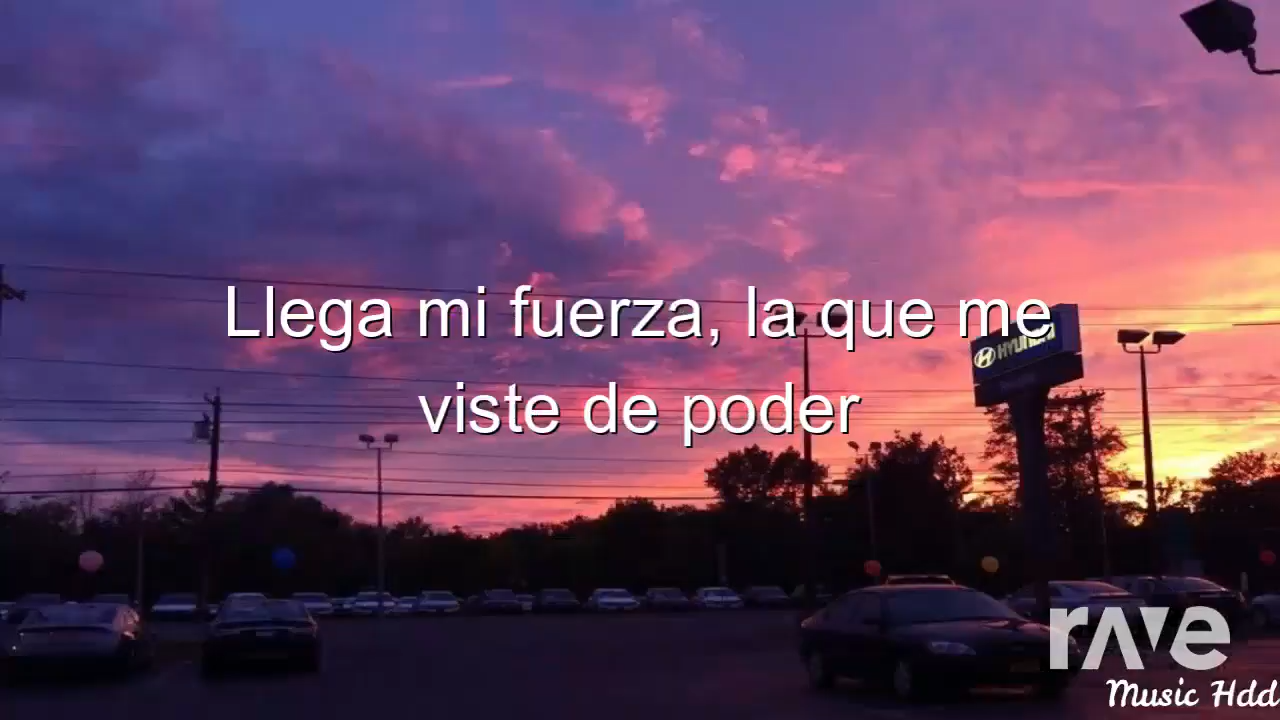 Llega mi fuerza, la que me
viste de poder
HYUNDAI
rave
Music Hdd